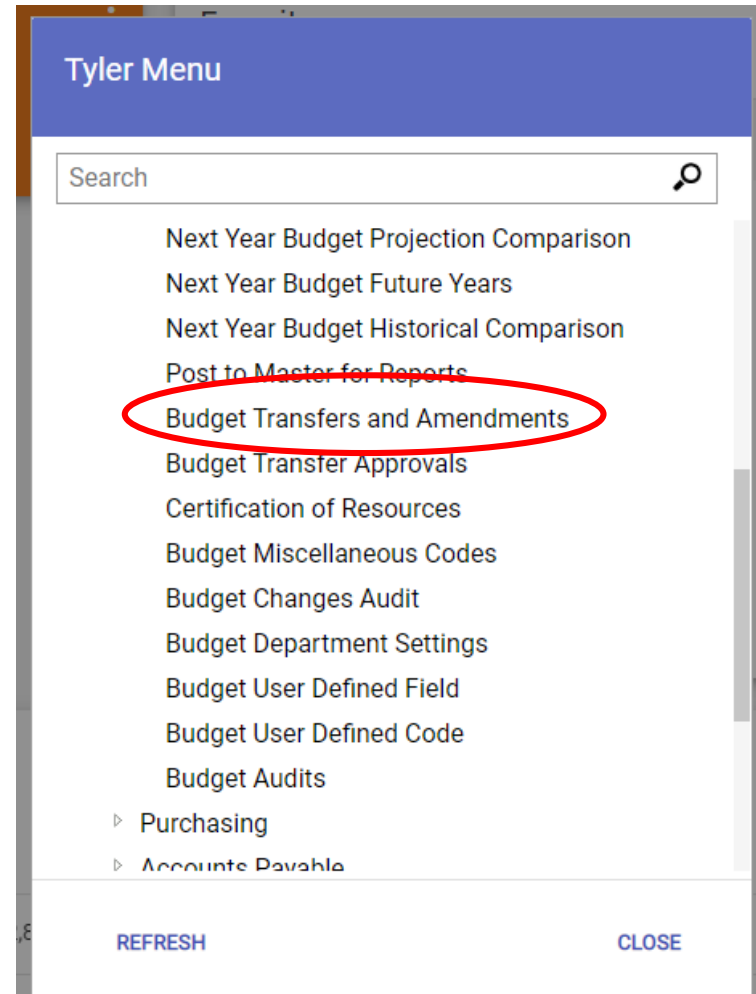 Tyler Menu
Search
Next Year Budget Projection Comparison
Next Year Budget Future Years
Next Year Budget Historical Comparison
Post to Master for Reports
Budget Transfers and Amendments
Budget Transfer Approvals
Certification of Resources
Budget Miscellaneous Codes
Budget Changes Audit
Budget Department Settings
Budget User Defined Field
Budget User Defined Code
Budget Audits
Purchasing
Accounts Payable
REFRESH CLOSE